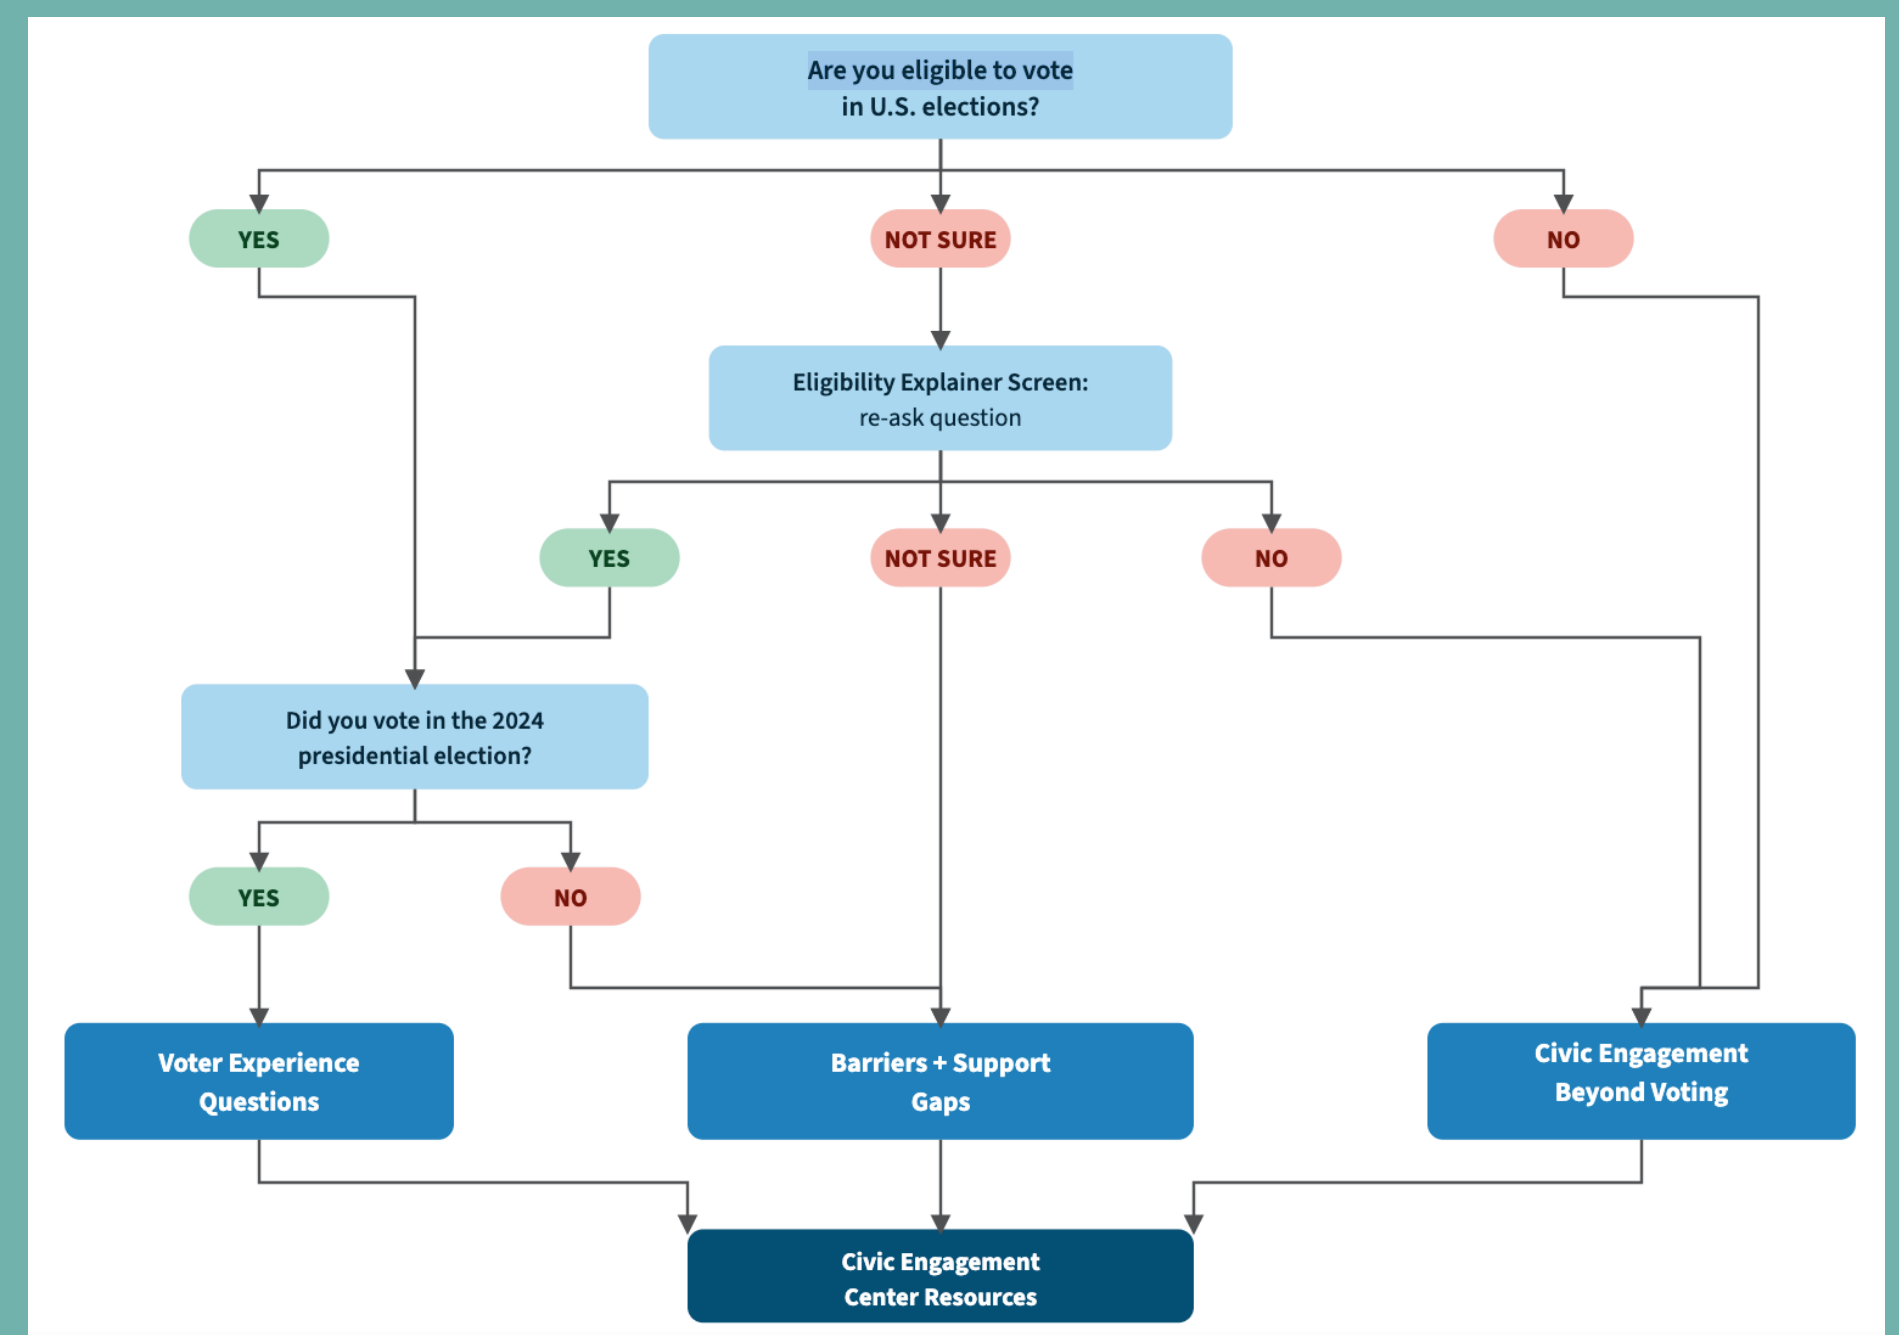 Are you eligible to vote
in U.S. elections?
YES
NOT SURE
NO
Eligibility Explainer Screen:
re-ask question
YES
NOT SURE
NO
Did you vote in the 2024
presidential election?
YES
NO
Voter Experience
Questions
Barriers + Support
Gaps
Civic Engagement
Beyond Voting
Civic Engagement
Center Resources